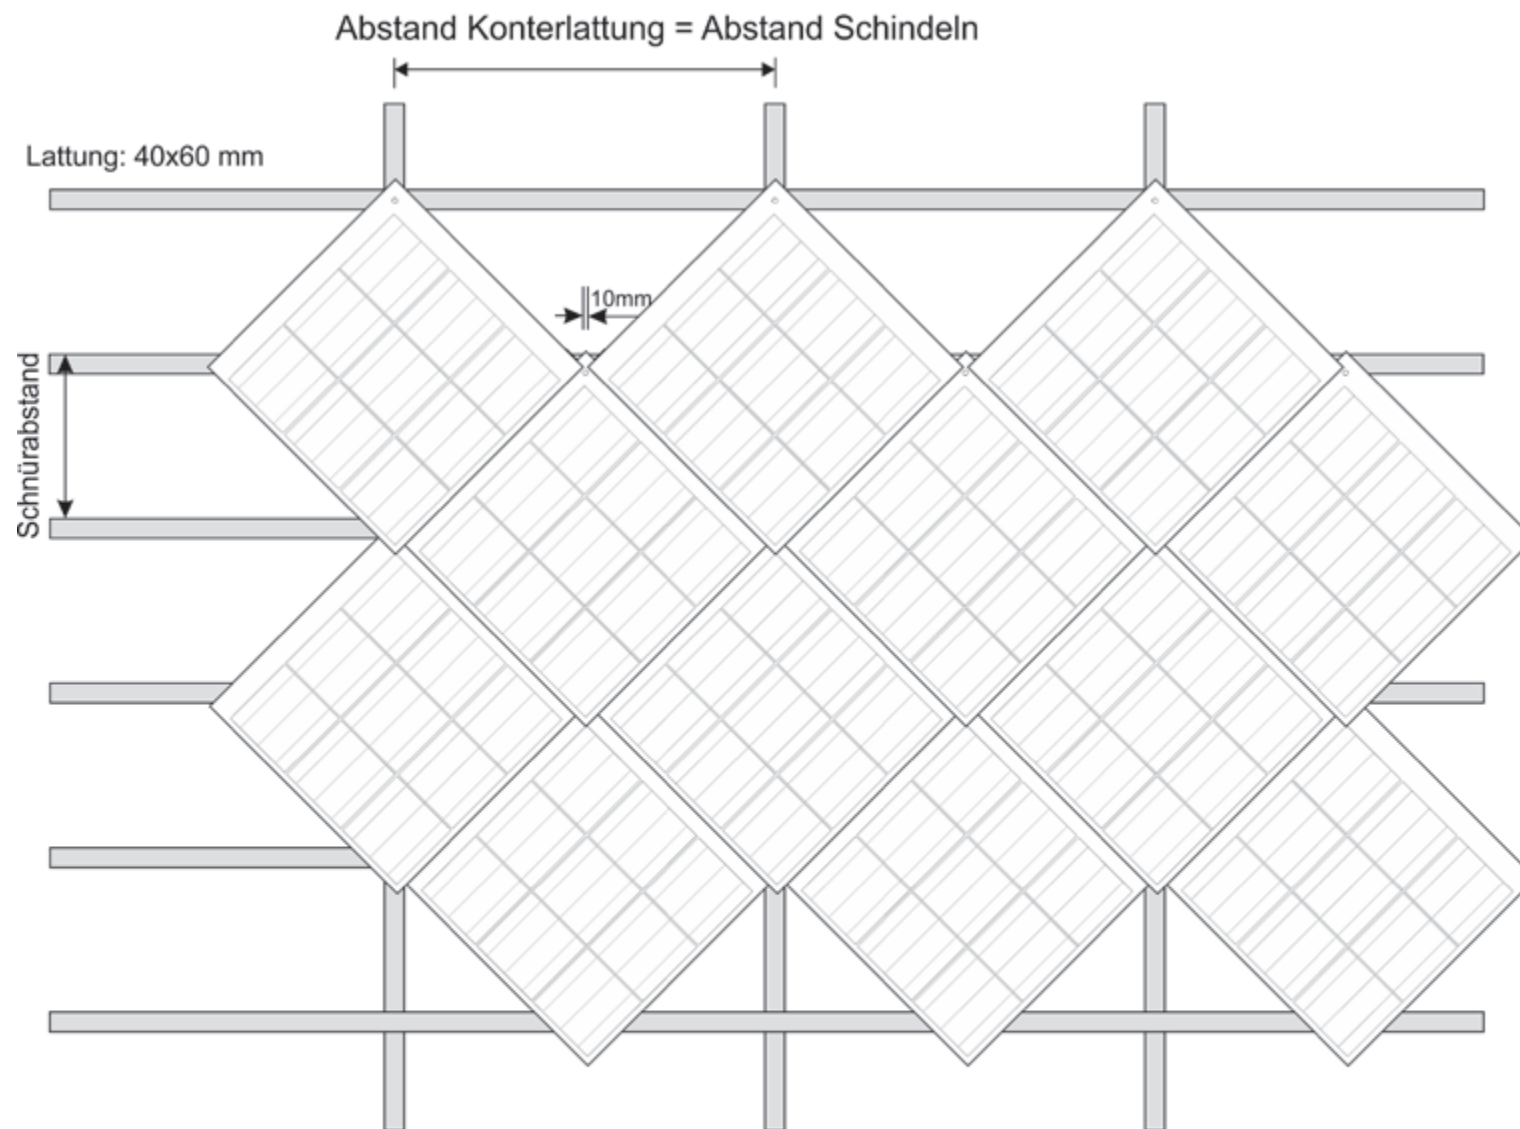 Abstand Konterlattung = Abstand Schindeln
Lattung: 40x60 mm
10mm
Schnürabstand